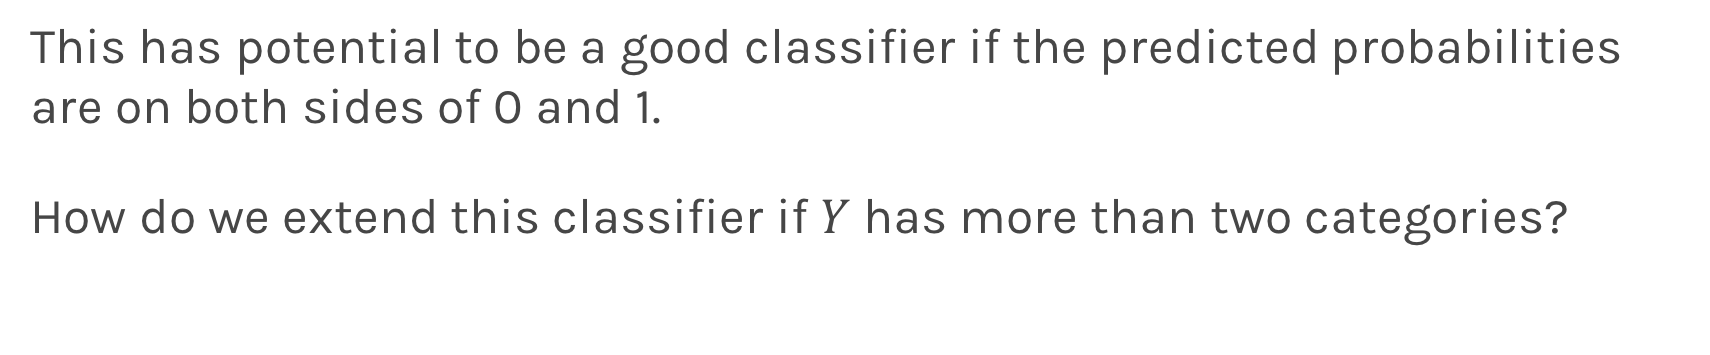 This has potential to be a good classifier if the predicted probabilities
are on both sides of 0 and 1.
How do we extend this classifier if Y has more than two categories?